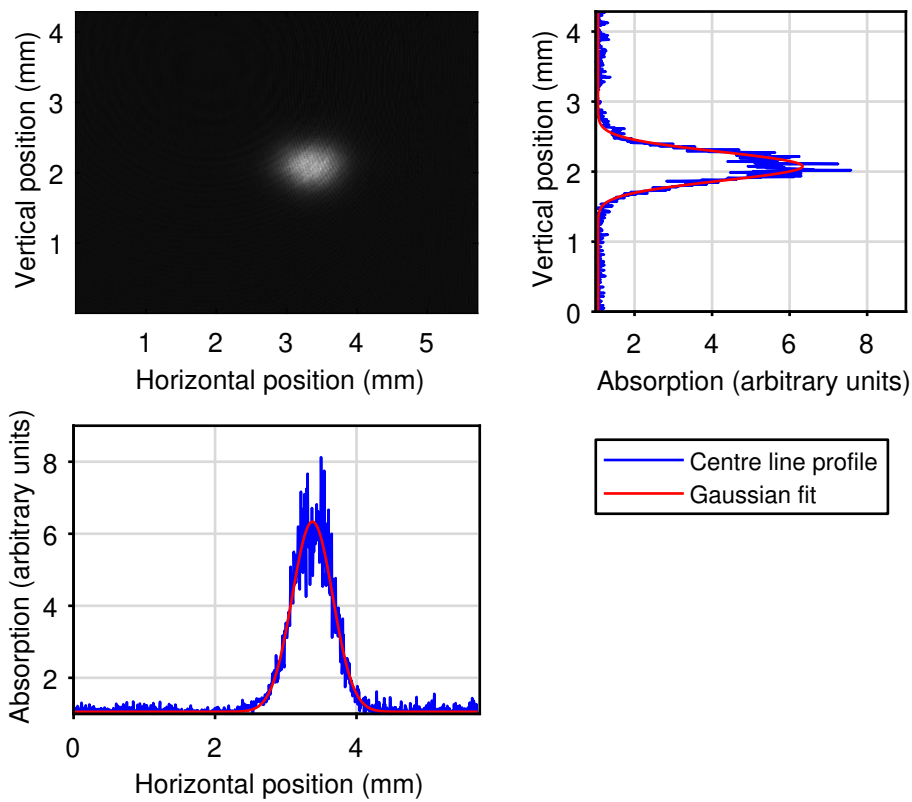 4
3
2
1
Vertical position (mm)
1 2 3 4 5
Horizontal position (mm)
4
3
2
1
0
Vertical position (mm)
2 4 6 8
Absorption (arbitrary units)
8
6
4
2
Absorption (arbitrary units)
0 2 4
Horizontal position (mm)
Centre line profile
Gaussian fit